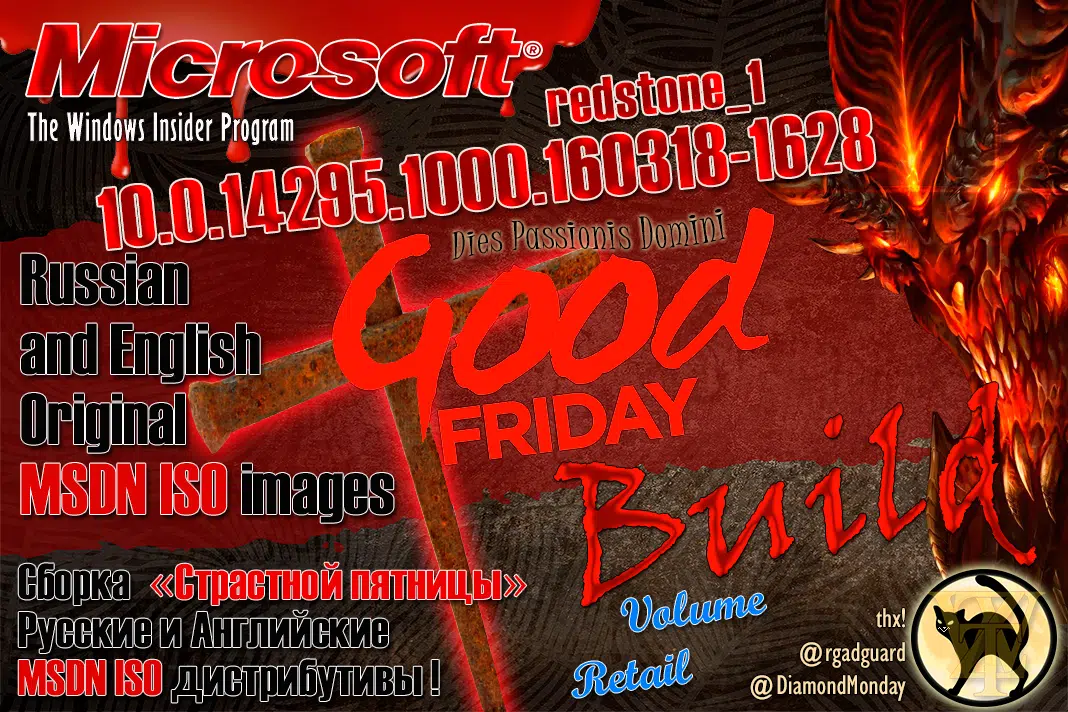 Microsoft®
The Windows Insider Program
redstone_1
10.0.14295.1000.160318-1628
Dies Passionis Domini
Good
FRIDAY
Build
Russian
and English
Original
MSDN ISO images
Сборка «Страстной пятницы»
Русские и Английские
MSDN ISO дистрибутивы !
Volume
Retail
thx!
@rgadguard
@DiamondMonday